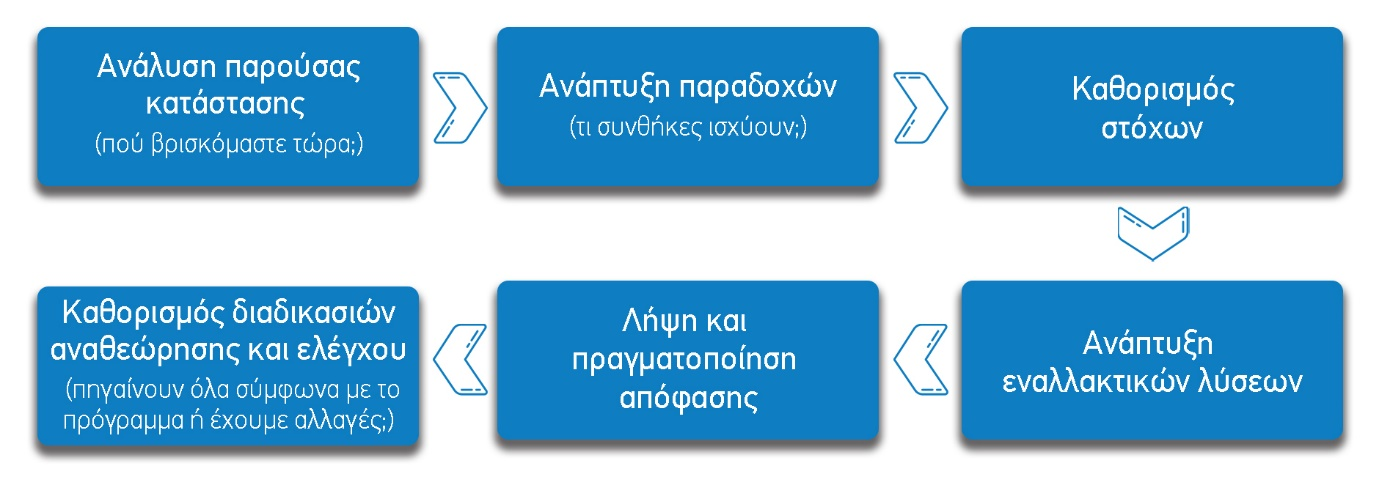 Ανάλυση παρούσας
κατάστασης
(πού βρισκόμαστε τώρα;)
Ανάπτυξη παραδοχών
(τι συνθήκες ισχύουν;)
Καθορισμός
στόχων
Ανάπτυξη
εναλλακτικών λύσεων
Λήψη και
πραγματοποίηση
απόφασης
Καθορισμός διαδικασιών
αναθεώρησης και ελέγχου
(πηγαίνουν όλα σύμφωνα με το
πρόγραμμα ή έχουμε αλλαγές;)